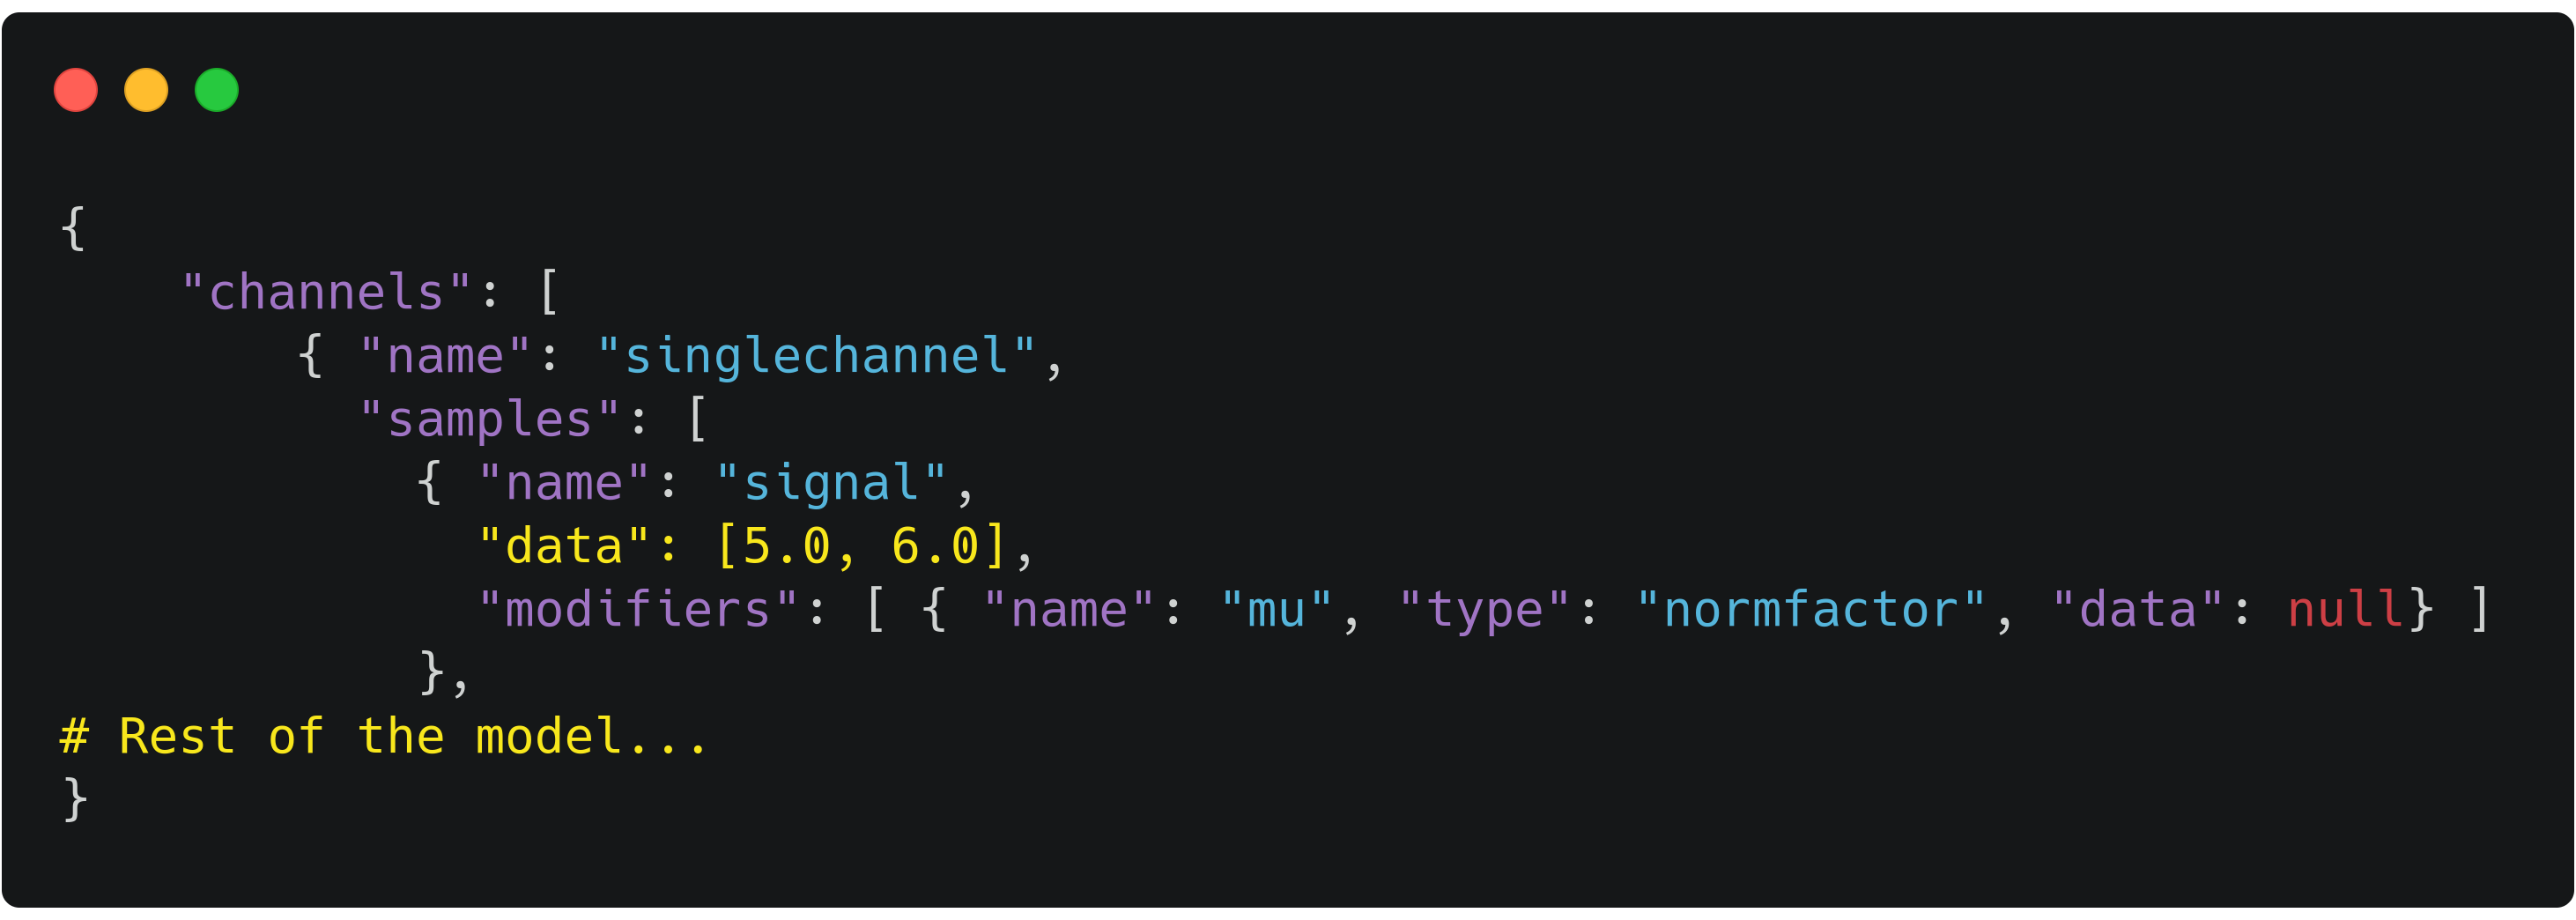 {
    "channels": [
        { "name": "singlechannel",
          "samples": [
            { "name": "signal",
              "data": [5.0, 6.0],
              "modifiers": [ { "name": "mu", "type": "normfactor", "data": null} ]
            },
# Rest of the model...
}